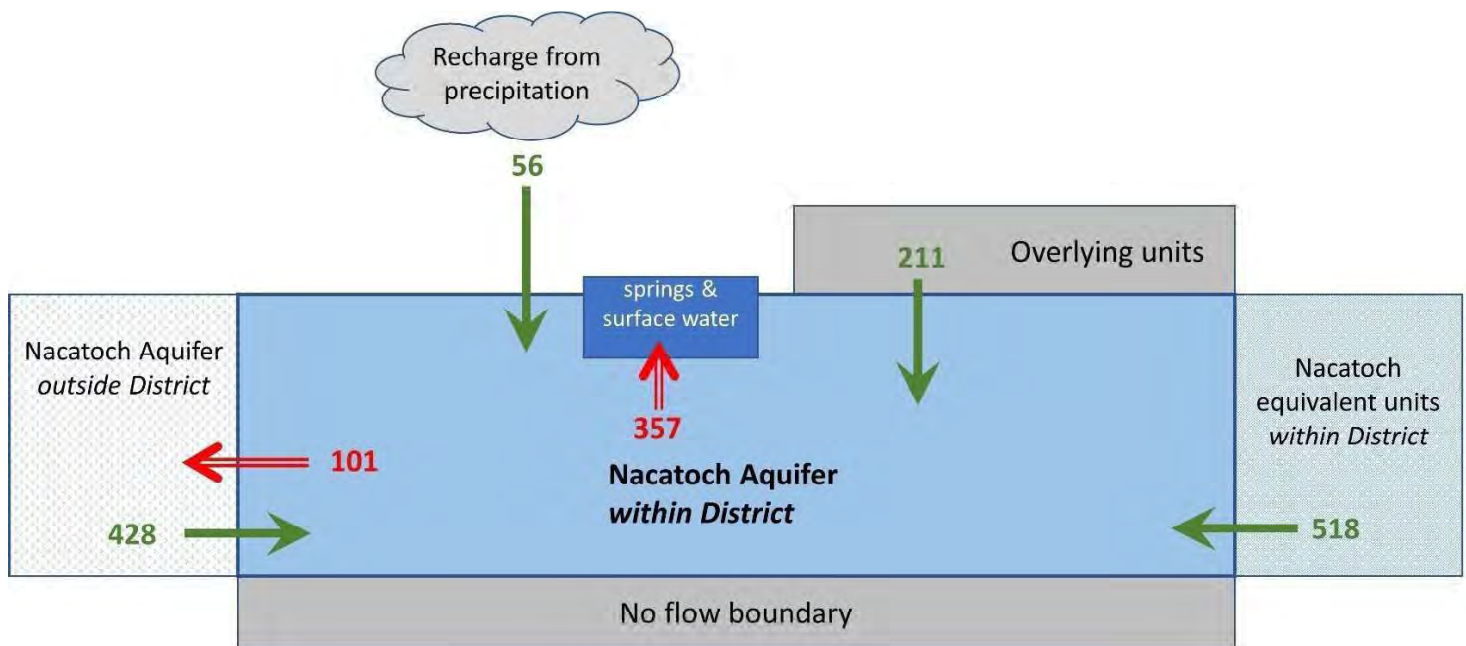 Recharge from
precipitation
56
211
Overlying units
springs &
surface water
Nacatoch Aquifer
outside District
357
101
Nacatoch Aquifer
within District
428
Nacatoch
equivalent units
within District
518
No flow boundary